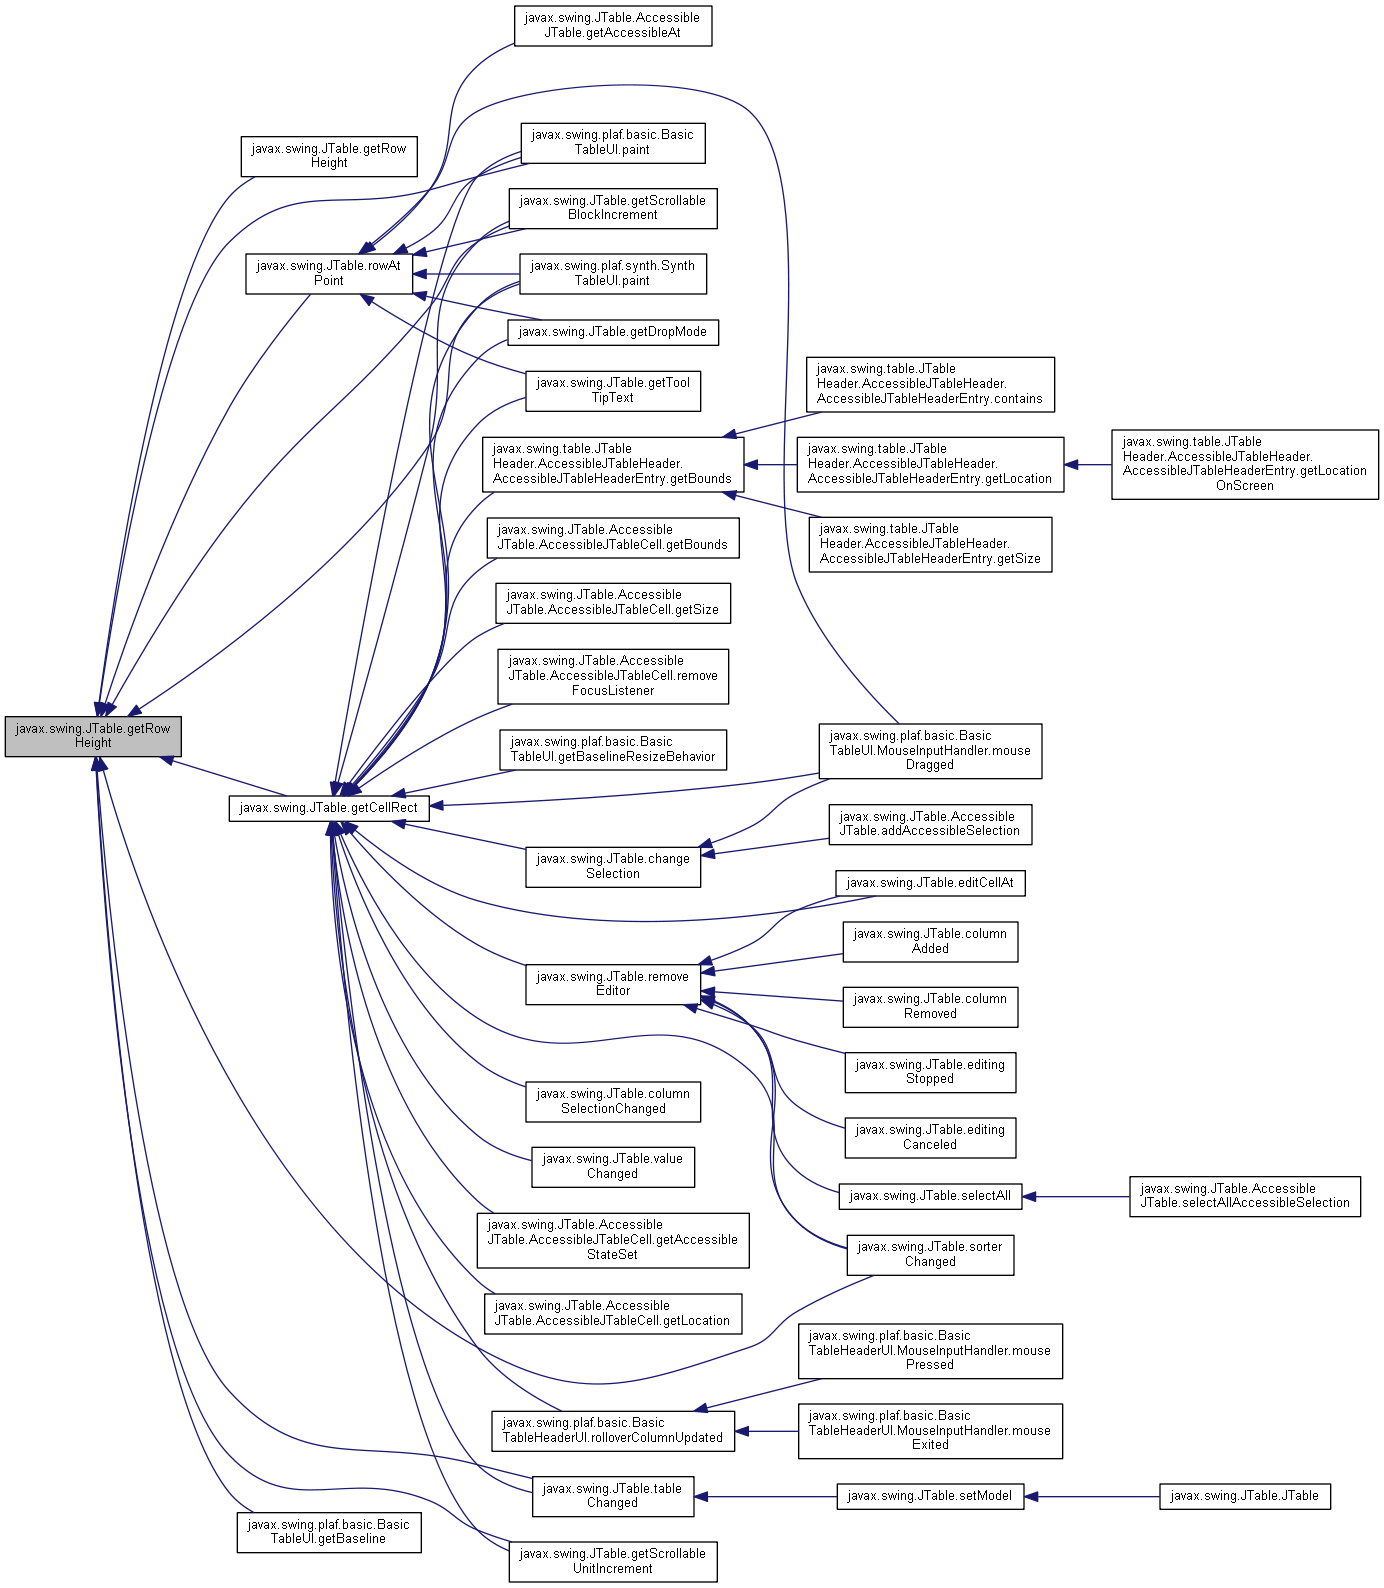 javax.swing.JTable.Accessible
JTable.getAccessibleAt
javax.swing.plaf.basic.Basic
TableUI.paint
javax.swing.JTable.getRow
Height
javax.swing.JTable.getScrollable
BlockIncrement
javax.swing.JTable.rowAt
Point
javax.swing.plaf.synth.Synth
TableUI.paint
javax.swing.JTable.getDropMode
javax.swing.JTable.getTool
TipText
javax.swing.table.JTable
Header.AccessibleJTableHeader.
AccessibleJTableHeaderEntry.contains
javax.swing.table.JTable
Header.AccessibleJTableHeader.
AccessibleJTableHeaderEntry.getBounds
javax.swing.table.JTable
Header.AccessibleJTableHeader.
AccessibleJTableHeaderEntry.getLocation
javax.swing.table.JTable
Header.AccessibleJTableHeader.
AccessibleJTableHeaderEntry.getLocation
OnScreen
javax.swing.JTable.Accessible
JTable.AccessibleJTableCell.getBounds
javax.swing.table.JTable
Header.AccessibleJTableHeader.
AccessibleJTableHeaderEntry.getSize
javax.swing.JTable.Accessible
JTable.AccessibleJTableCell.getSize
javax.swing.JTable.Accessible
JTable.AccessibleJTableCell.remove
FocusListener
javax.swing.JTable.getRow
Height
javax.swing.plaf.basic.Basic
TableUI.getBaselineResizeBehavior
javax.swing.plaf.basic.Basic
TableUI.MouseInputHandler.mouse
Dragged
javax.swing.JTable.getCellRect
javax.swing.JTable.Accessible
JTable.addAccessibleSelection
javax.swing.JTable.change
Selection
javax.swing.JTable.editCellAt
javax.swing.JTable.column
Added
javax.swing.JTable.remove
Editor
javax.swing.JTable.column
Removed
javax.swing.JTable.editing
Stopped
javax.swing.JTable.column
SelectionChanged
javax.swing.JTable.editing
Canceled
javax.swing.JTable.value
Changed
javax.swing.JTable.selectAll
javax.swing.JTable.Accessible
JTable.selectAllAccessibleSelection
javax.swing.JTable.Accessible
JTable.AccessibleJTableCell.getAccessible
StateSet
javax.swing.JTable.sorter
Changed
javax.swing.JTable.Accessible
JTable.AccessibleJTableCell.getLocation
javax.swing.plaf.basic.Basic
TableHeaderUI.MouseInputHandler.mouse
Pressed
javax.swing.plaf.basic.Basic
TableHeaderUI.rolloverColumnUpdated
javax.swing.plaf.basic.Basic
TableHeaderUI.MouseInputHandler.mouse
Exited
javax.swing.JTable.table
Changed
javax.swing.JTable.setModel
javax.swing.JTable.JTable
javax.swing.plaf.basic.Basic
TableUI.getBaseline
javax.swing.JTable.getScrollable
UnitIncrement